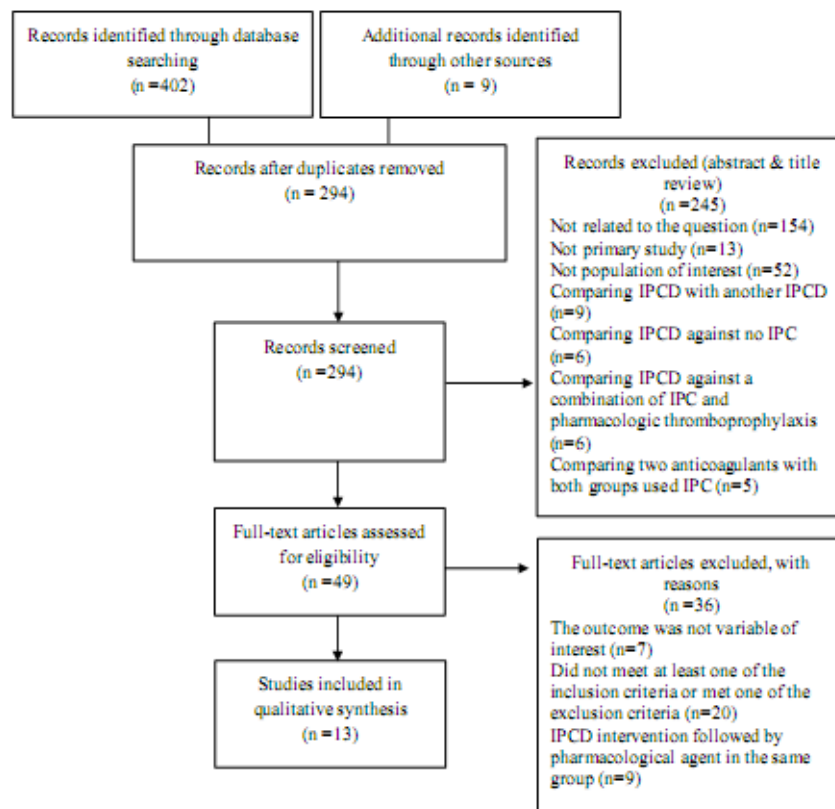 Records identified through database
searching
(n =402)
Additional records identified
through other sources
(n = 9)
Records after duplicates removed
(n = 294)
Records excluded (abstract & title
review)
(n =245)
Not related to the question (n=154)
Not primary study (n=13)
Not population of interest (n=52)
Comparing IPCD with another IPCD
(n=9)
Comparing IPCD against no IPC
(n=6)
Comparing IPCD against a
combination of IPC and
pharmacologic thromboprophylaxis
(n=6)
Comparing two anticoagulants with
both groups used IPC (n=5)
Records screened
(n =294)
Full-text articles assessed
for eligibility
(n =49)
Full-text articles excluded, with
reasons
(n =36)
The outcome was not variable of
interest (n=7)
Did not meet at least one of the
inclusion criteria or met one of the
exclusion criteria (n=20)
IPCD intervention followed by
pharmacological agent in the same
group (n=9)
Studies included in
qualitative synthesis
(n =13)